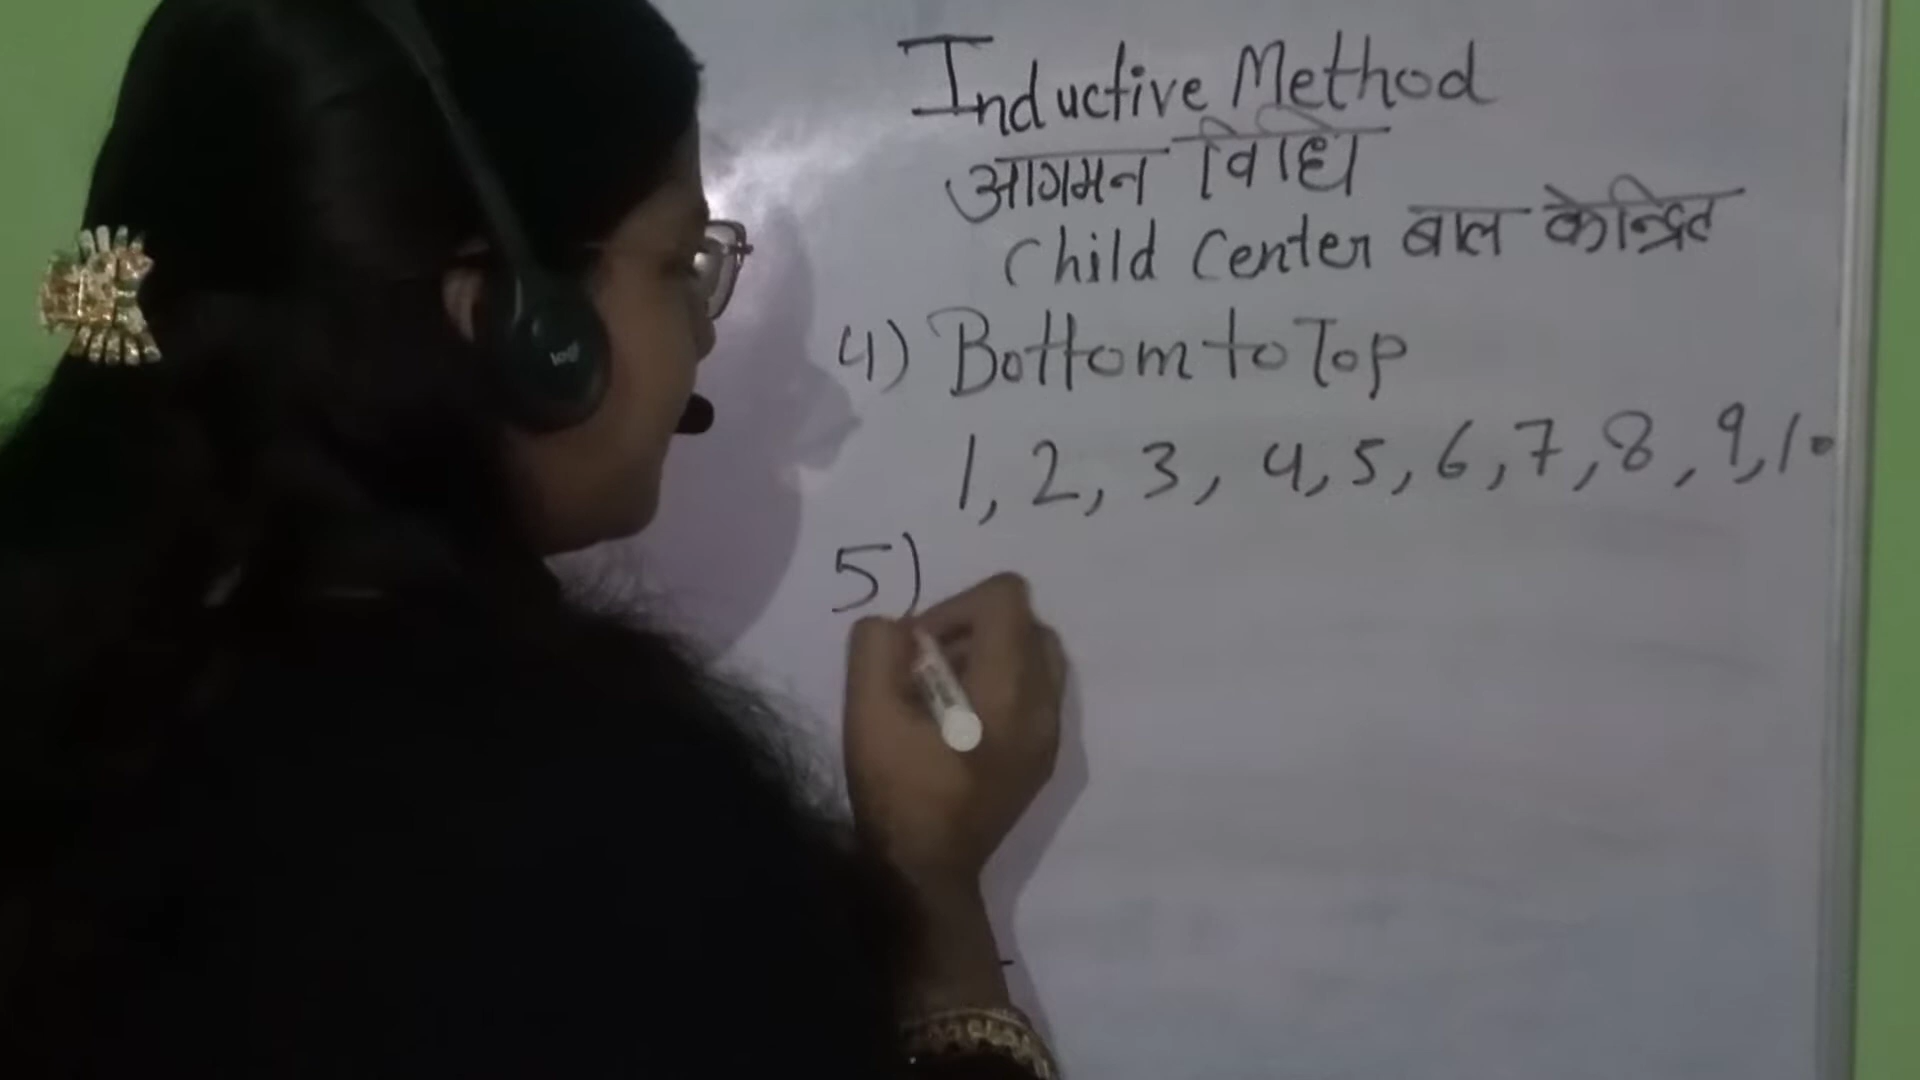 Inductive Method
आगमन विधि
Child Center बाल केन्द्रित
4) Bottom to Top
1, 2, 3, 4, 5, 6, 7, 8, 9, 10
5)
logi